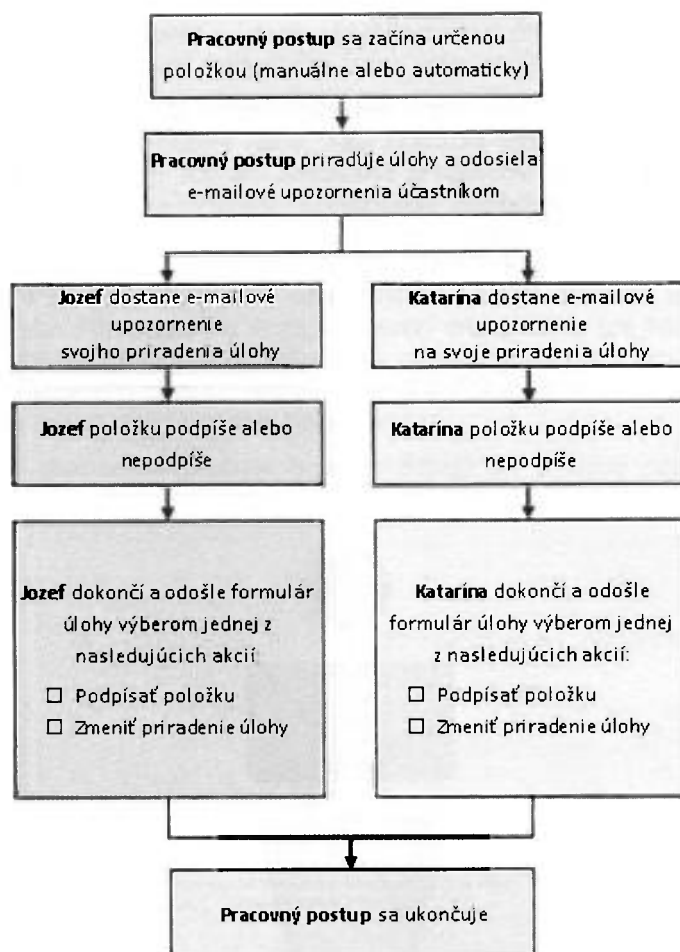 Pracovný postup sa začína určenou
položkou (manuálne alebo automaticky)
Pracovný postup priraďuje úlohy a odosiela
e-mailové upozornenia účastníkom
Jozef dostane e-mailové
upozornenie
svojho priradenia úlohy
Katarína dostane e-mailové
upozornenie
na svoje priradenia úlohy
Jozef položku podpíše alebo
nepodpíše
Katarína položku podpíše alebo
nepodpíše
Jozef dokončí a odošle formulár
úlohy výberom jednej z
nasledujúcich akcií
☐ Podpísať položku
☐ Zmeniť priradenie úlohy
Katarína dokončí a odošle
formulár úlohy výberom jednej
z nasledujúcich akcií:
☐ Podpísať položku
☐ Zmeniť priradenie úlohy
Pracovný postup sa ukončuje